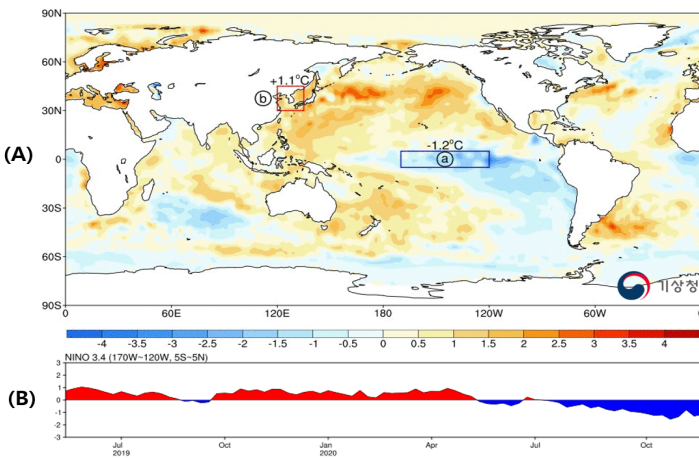 90N
60N
+1.1°C
ⓑ
30N
(A)
-1.2°C
0
ⓐ
30S
60S
기상청
90S
0 60E 120E 180 120W 60W 0
-4 -3.5 -3 -2.5 -2 -1.5 -1 -0.5 0 0.5 1 1.5 2 2.5 3 3.5 4
NINO 3.4 (170W~120W, 5S~5N)
3
2
1
(B)
0
-1
-2
-3
Jul Oct Jan Apr Jul Oct
2019 2020